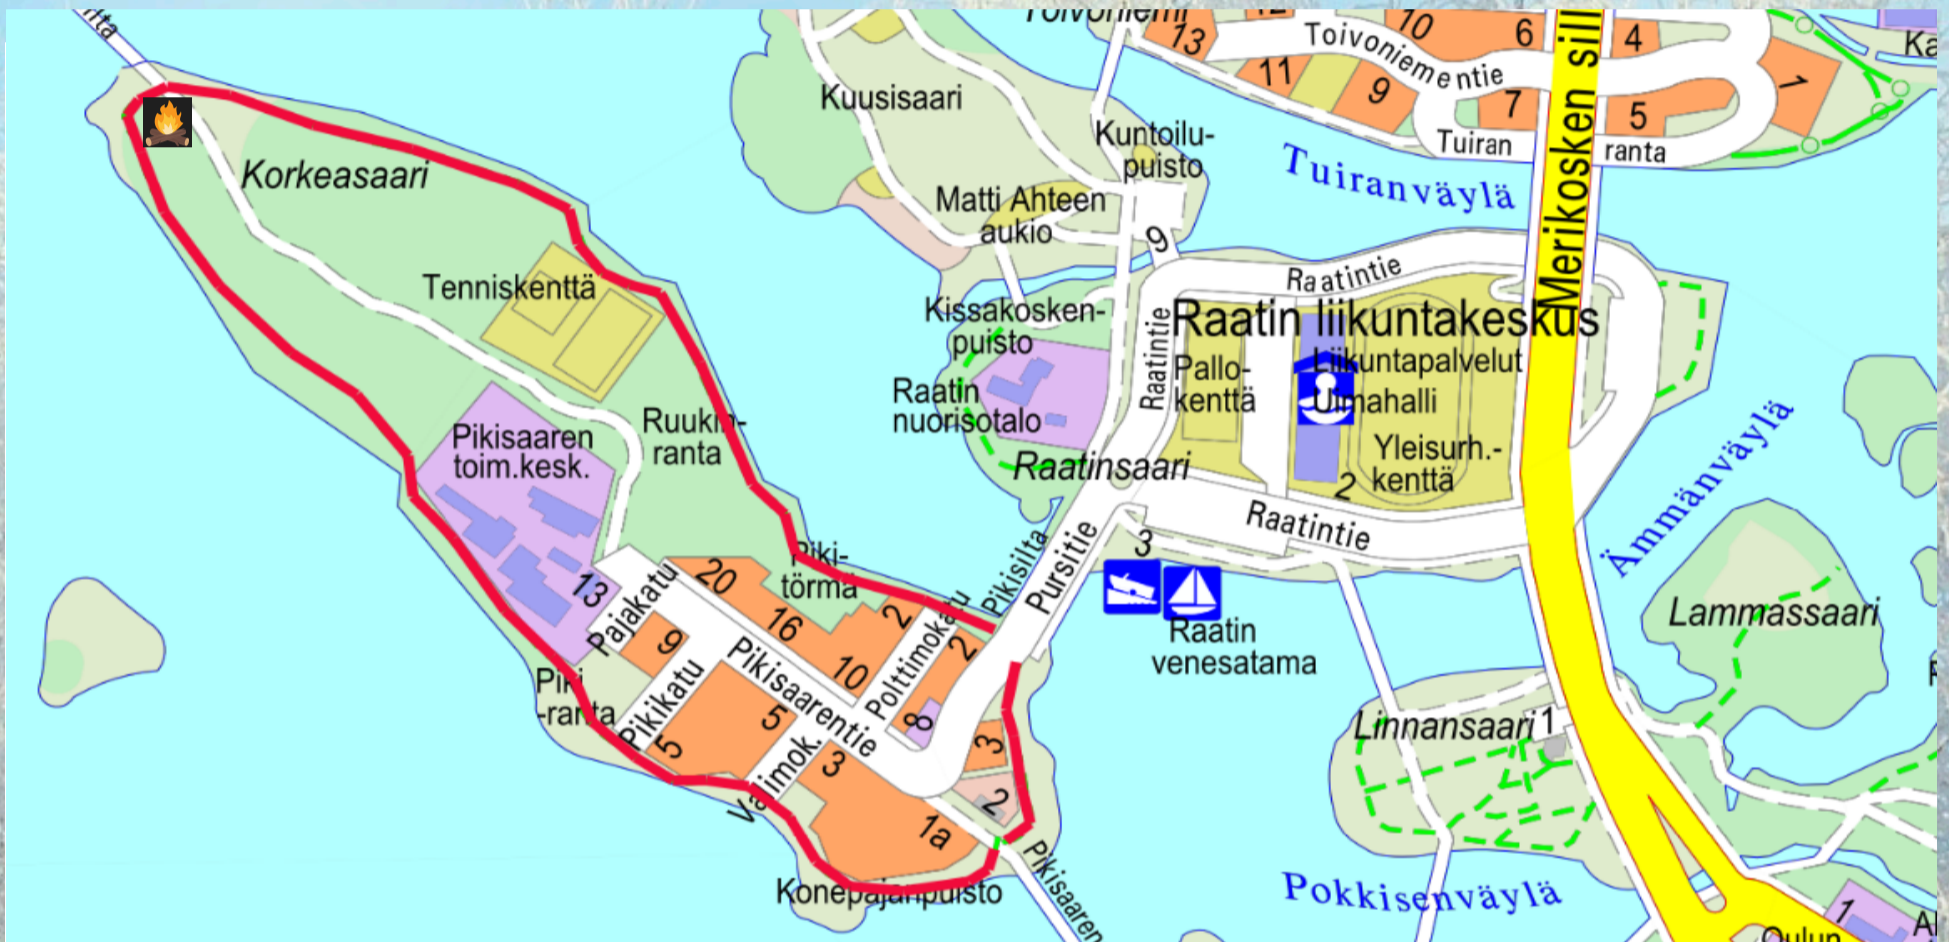 Toivoniemi
13
10
6
4
Toivoniementie
11
9
7
5
1
Tuiran
ranta
Merikosken sill
Kuusisaari
Kuntoilu-
puisto
Tuiranväylä
Korkeasaari
Matti Ahteen
aukio
9
Raatintie
Tenniskenttä
Kissakosken-
puisto
Raatintie
Raatin liikuntakeskus
Liikuntapalvelut
Uimahalli
Pallo-
kenttä
Raatin
nuorisotalo
Yleisurh.-
kenttä
2
Raatinsaari
Raatintie
Ämmänväylä
Pikisaaren
toim.kesk.
Ruukin-
ranta
Pikisilta
Pursitie
3
Raatin
venesatama
Lammassaari
Piki-
törmä
13
Pajakatu
20
16
10
2
Polttimokatu
2
8
9
Pikisaarentie
Piki
-ranta
Pikikatu
5
5
Valimok.
3
3
2
1a
Linnansaari
1
Konepajanpuisto
Pikisaaren
Pokkisenväylä
1
Oulun